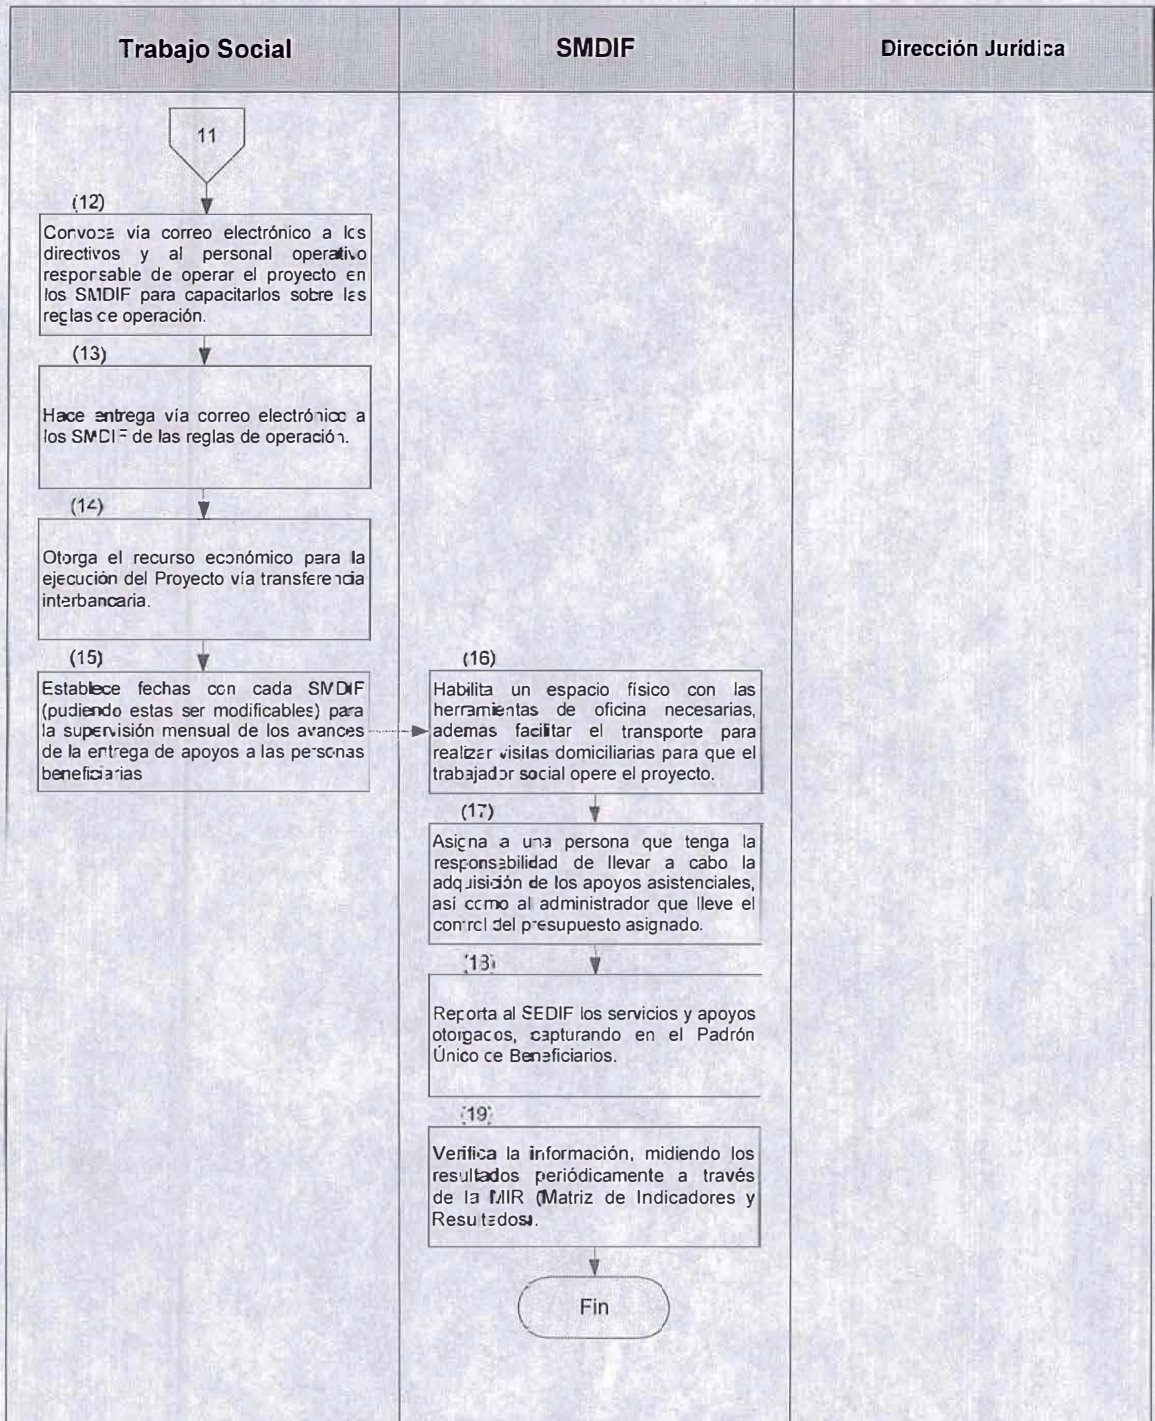 Trabajo Social
SMDIF
Dirección Jurídica
11
(12)
Convoca vía correo electrónico a los
directivos y al personal operativo
responsable de operar el proyecto en
los SMDIF para capacitarlos sobre las
reglas de operación.
(13)
Hace entrega vía correo electrónico a
los SMDIF de las reglas de operación.
(14)
Otorga el recurso económico para la
ejecución del Proyecto vía transferencia
interbancaria.
(15)
Establece fechas con cada SMDIF
(pudiendo estas ser modificables) para
la supervisión mensual de los avances
de la entrega de apoyos a las personas
beneficiarias
(16)
Habilita un espacio físico con las
herramientas de oficina necesarias,
ademas facilitar el transporte para
realizar visitas domiciliarias para que el
trabajador social opere el proyecto.
(17)
Asigna a una persona que tenga la
responsabilidad de llevar a cabo la
adquisición de los apoyos asistenciales,
así como al administrador que lleve el
control del presupuesto asignado.
(18)
Reporta al SEDIF los servicios y apoyos
otorgados, capturando en el Padrón
Único de Beneficiarios.
(19)
Verifica la información, midiendo los
resultados periódicamente a través
de la MIR (Matriz de Indicadores y
Resultados).
Fin